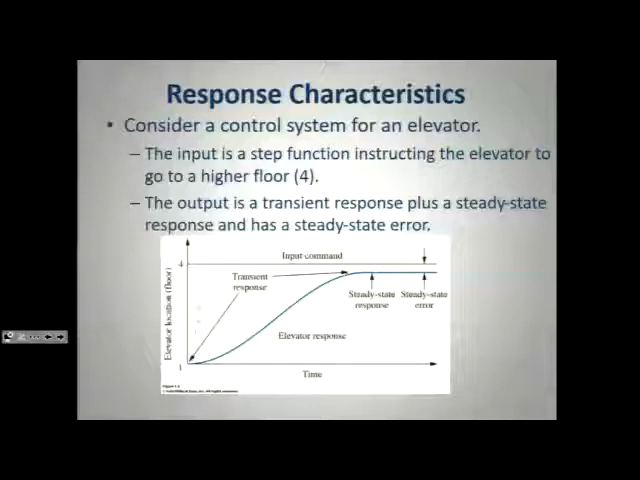 Response Characteristics
• Consider a control system for an elevator.
– The input is a step function instructing the elevator to
go to a higher floor (4).
– The output is a transient response plus a steady-state
response and has a steady-state error.
Input command
4
Transient
response
Steady-state
response
Steady-state
error
Elevator location (floor)
Elevator response
1
Time